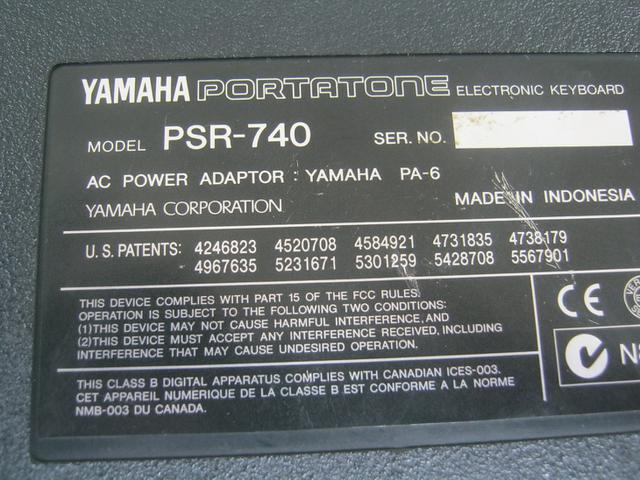 YAMAHA PORTATONE ELECTRONIC KEYBOARD
MODEL PSR-740 SER. NO.
AC POWER ADAPTOR : YAMAHA PA-6
YAMAHA CORPORATION MADE IN INDONESIA
U.S. PATENTS: 4246823 4520708 4584921 4731835 4738179
4967635 5231671 5301259 5428708 5567901
THIS DEVICE COMPLIES WITH PART 15 OF THE FCC RULES.
OPERATION IS SUBJECT TO THE FOLLOWING TWO CONDITIONS:
(1)THIS DEVICE MAY NOT CAUSE HARMFUL INTERFERENCE, AND
(2)THIS DEVICE MUST ACCEPT ANY INTERFERENCE RECEIVED, INCLUDING
INTERFERENCE THAT MAY CAUSE UNDESIRED OPERATION.
CE
THIS CLASS B DIGITAL APPARATUS COMPLIES WITH CANADIAN ICES-003.
CET APPAREIL NUMERIQUE DE LA CLASSE B EST CONFORME A LA NORME
NMB-003 DU CANADA.